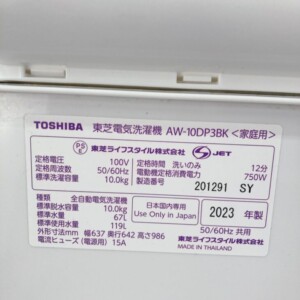 TOSHIBA 東芝電気洗濯機 AW-10DP3BK <家庭用>
PSE 東芝ライフスタイル株式会社 S JET
定格電圧 100V
定格周波数 50/60Hz
標準洗濯容量 10.0kg
定格時間 洗いのみ 12分
電動機定格消費電力 750W
製造番号 201291 SY
種類 全自動電気洗濯機
標準脱水容量 10.0kg
標準水量 67L
標準使用水量 119L
外形寸法mm 幅637 奥行642 高さ986
電流ヒューズ (電源用) 15A
日本国内専用
Use Only in Japan
2023 年製
50/60Hz 共用
東芝ライフスタイル株式会社
MADE IN THAILAND